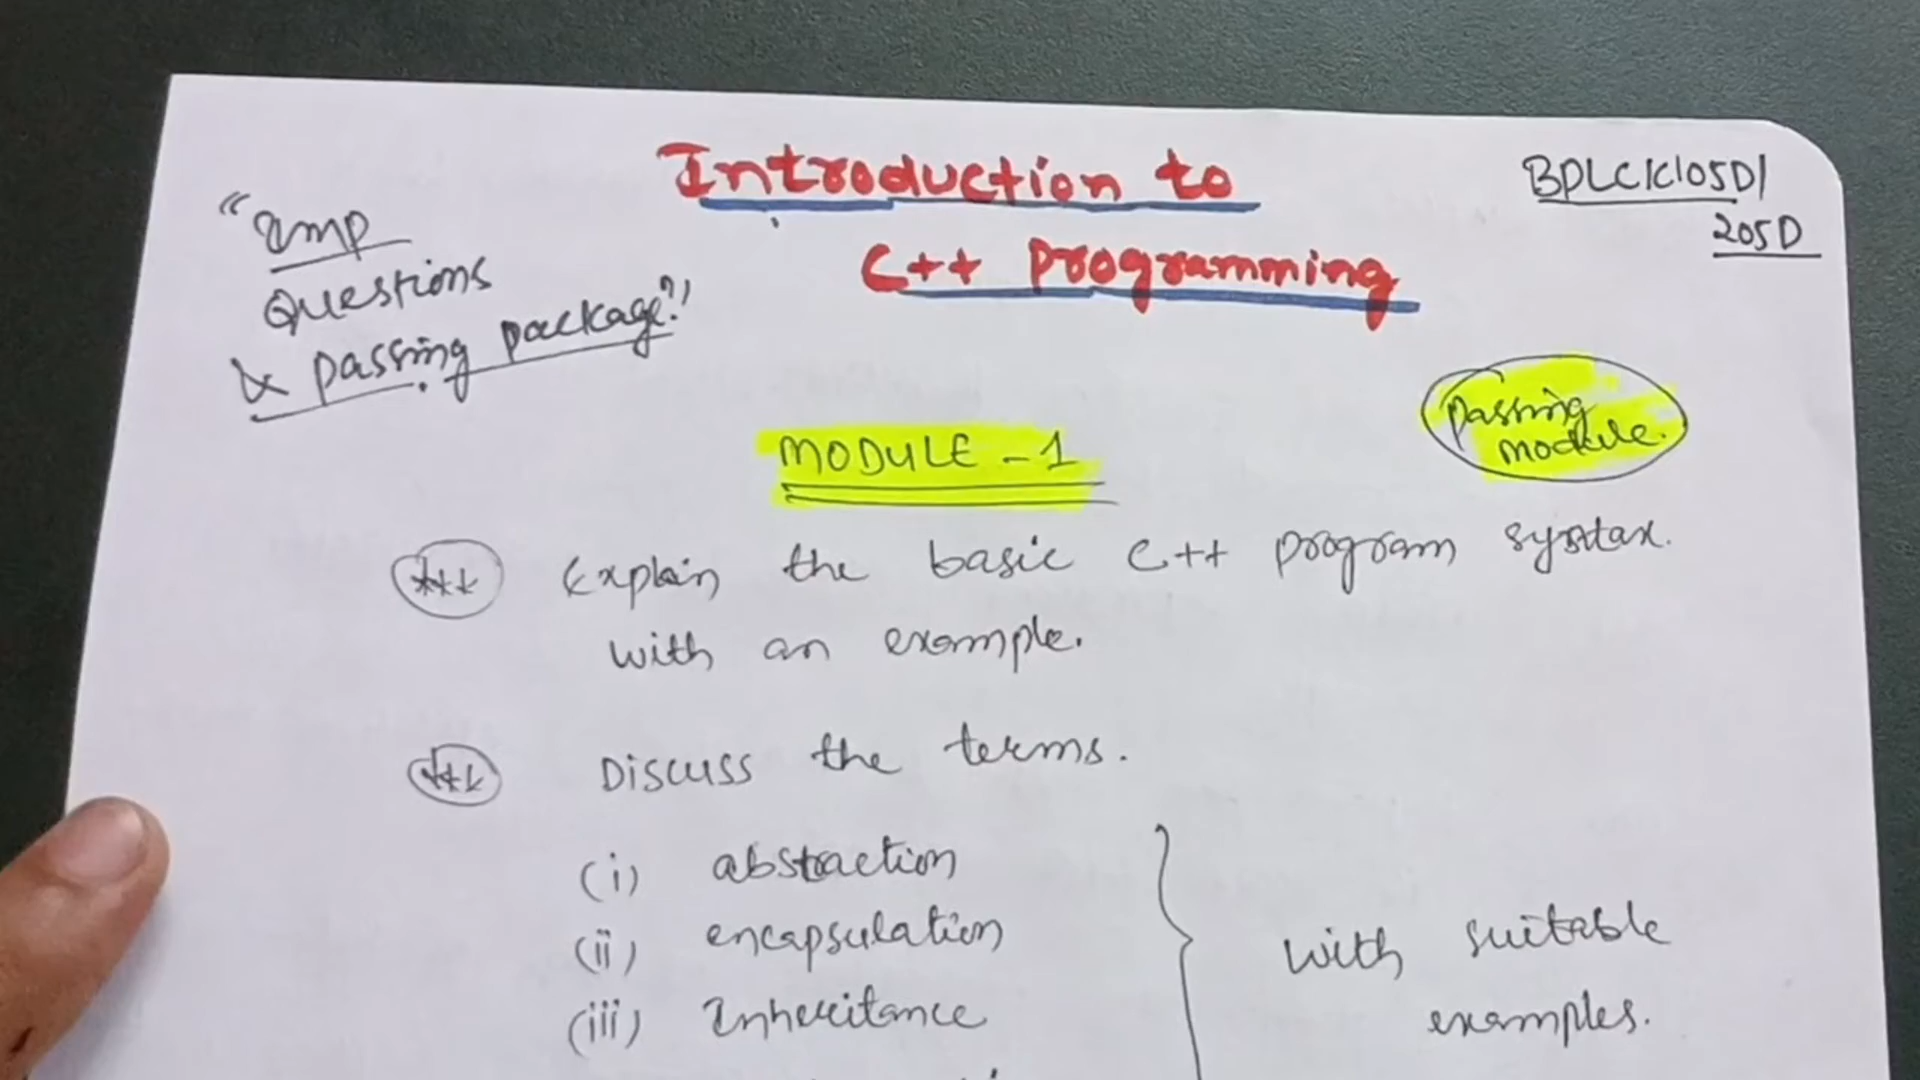 Introduction to
C++ Programming
BPLCK105D/
205D
"Imp
Questions
& passing package"
passing
module.
MODULE - 1
*** Explain the basic C++ program syntax.
with an example.
*** Discuss the terms.
(i) abstraction
(ii) encapsulation
(iii) Inheritance
with suitable
examples.